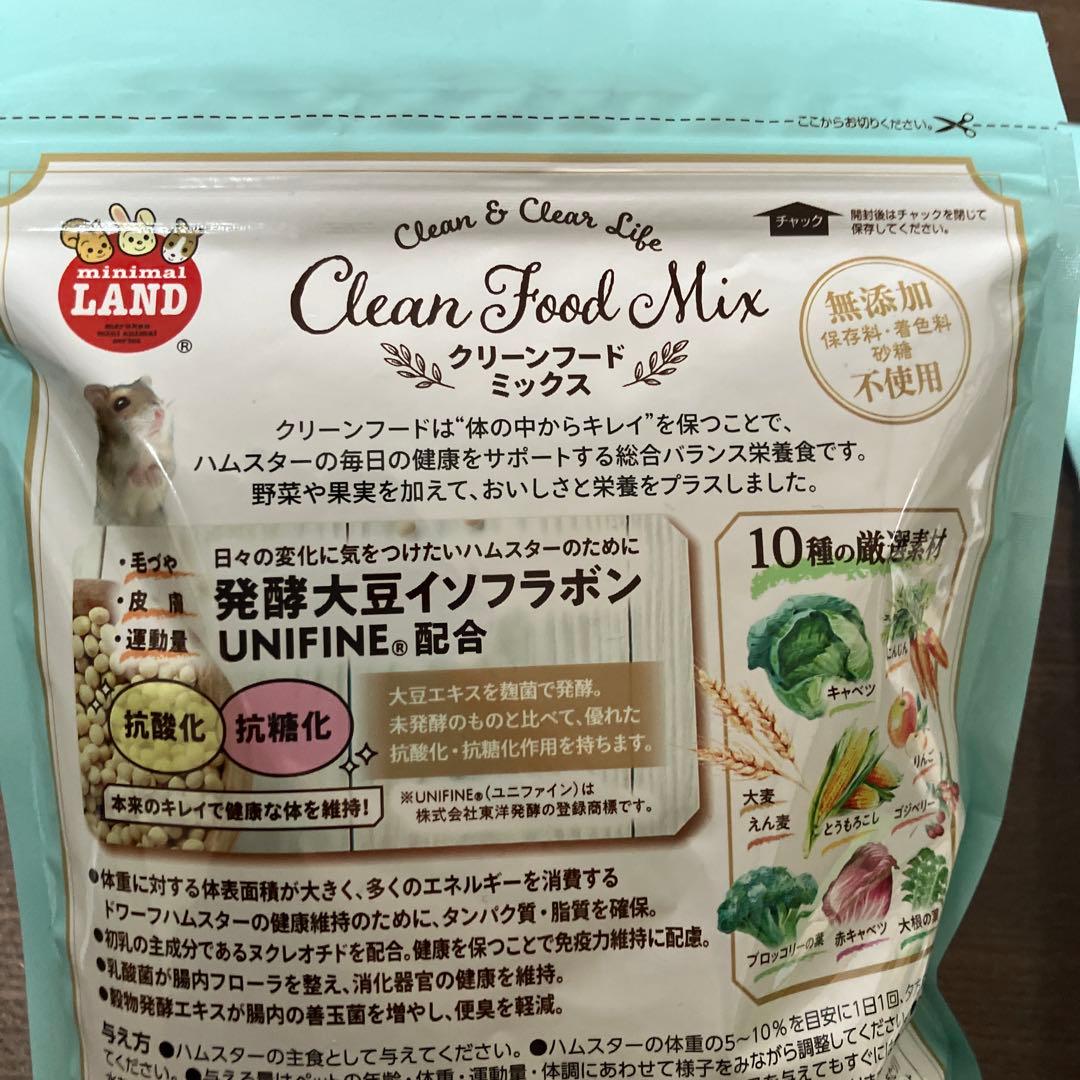 ここからお切りください。
minimal
LAND
marukan
mini animal
series
®
Clean & Clear Life
Clean Food Mix
クリーンフード
ミックス
チャック
開封後はチャックを閉じて
保存してください。
無添加
保存料・着色料
砂糖
不使用
クリーンフードは“体の中からキレイ”を保つことで、
ハムスターの毎日の健康をサポートする総合バランス栄養食です。
野菜や果実を加えて、おいしさと栄養をプラスしました。
・毛づや
・皮膚
・運動量
日々の変化に気をつけたいハムスターのために
発酵大豆イソフラボン
UNIFINE®配合
抗酸化
抗糖化
大豆エキスを麹菌で発酵。
未発酵のものと比べて、優れた
抗酸化・抗糖化作用を持ちます。
本来のキレイで健康な体を維持!
※UNIFINE®(ユニファイン)は
株式会社東洋発酵の登録商標です。
10種の厳選素材
キャベツ
にんじん
りんご
大麦
えん麦
とうもろこし
ゴジベリー
ブロッコリーの葉
赤キャベツ
大根の葉
●体重に対する体表面積が大きく、多くのエネルギーを消費する
ドワーフハムスターの健康維持のために、タンパク質・脂質を確保。
●初乳の主成分であるヌクレオチドを配合。健康を保つことで免疫力維持に配慮。
●乳酸菌が腸内フローラを整え、消化器官の健康を維持。
●穀物発酵エキスが腸内の善玉菌を増やし、便臭を軽減。
与え方 ●ハムスターの主食として与えてください。●ハムスターの体重の5~10%を目安に1日1回、夕方
てください。●与える量はペットの年齢・体重・運動量・体調にあわせて様子をみながら調整してください。
を与えてもすぐには